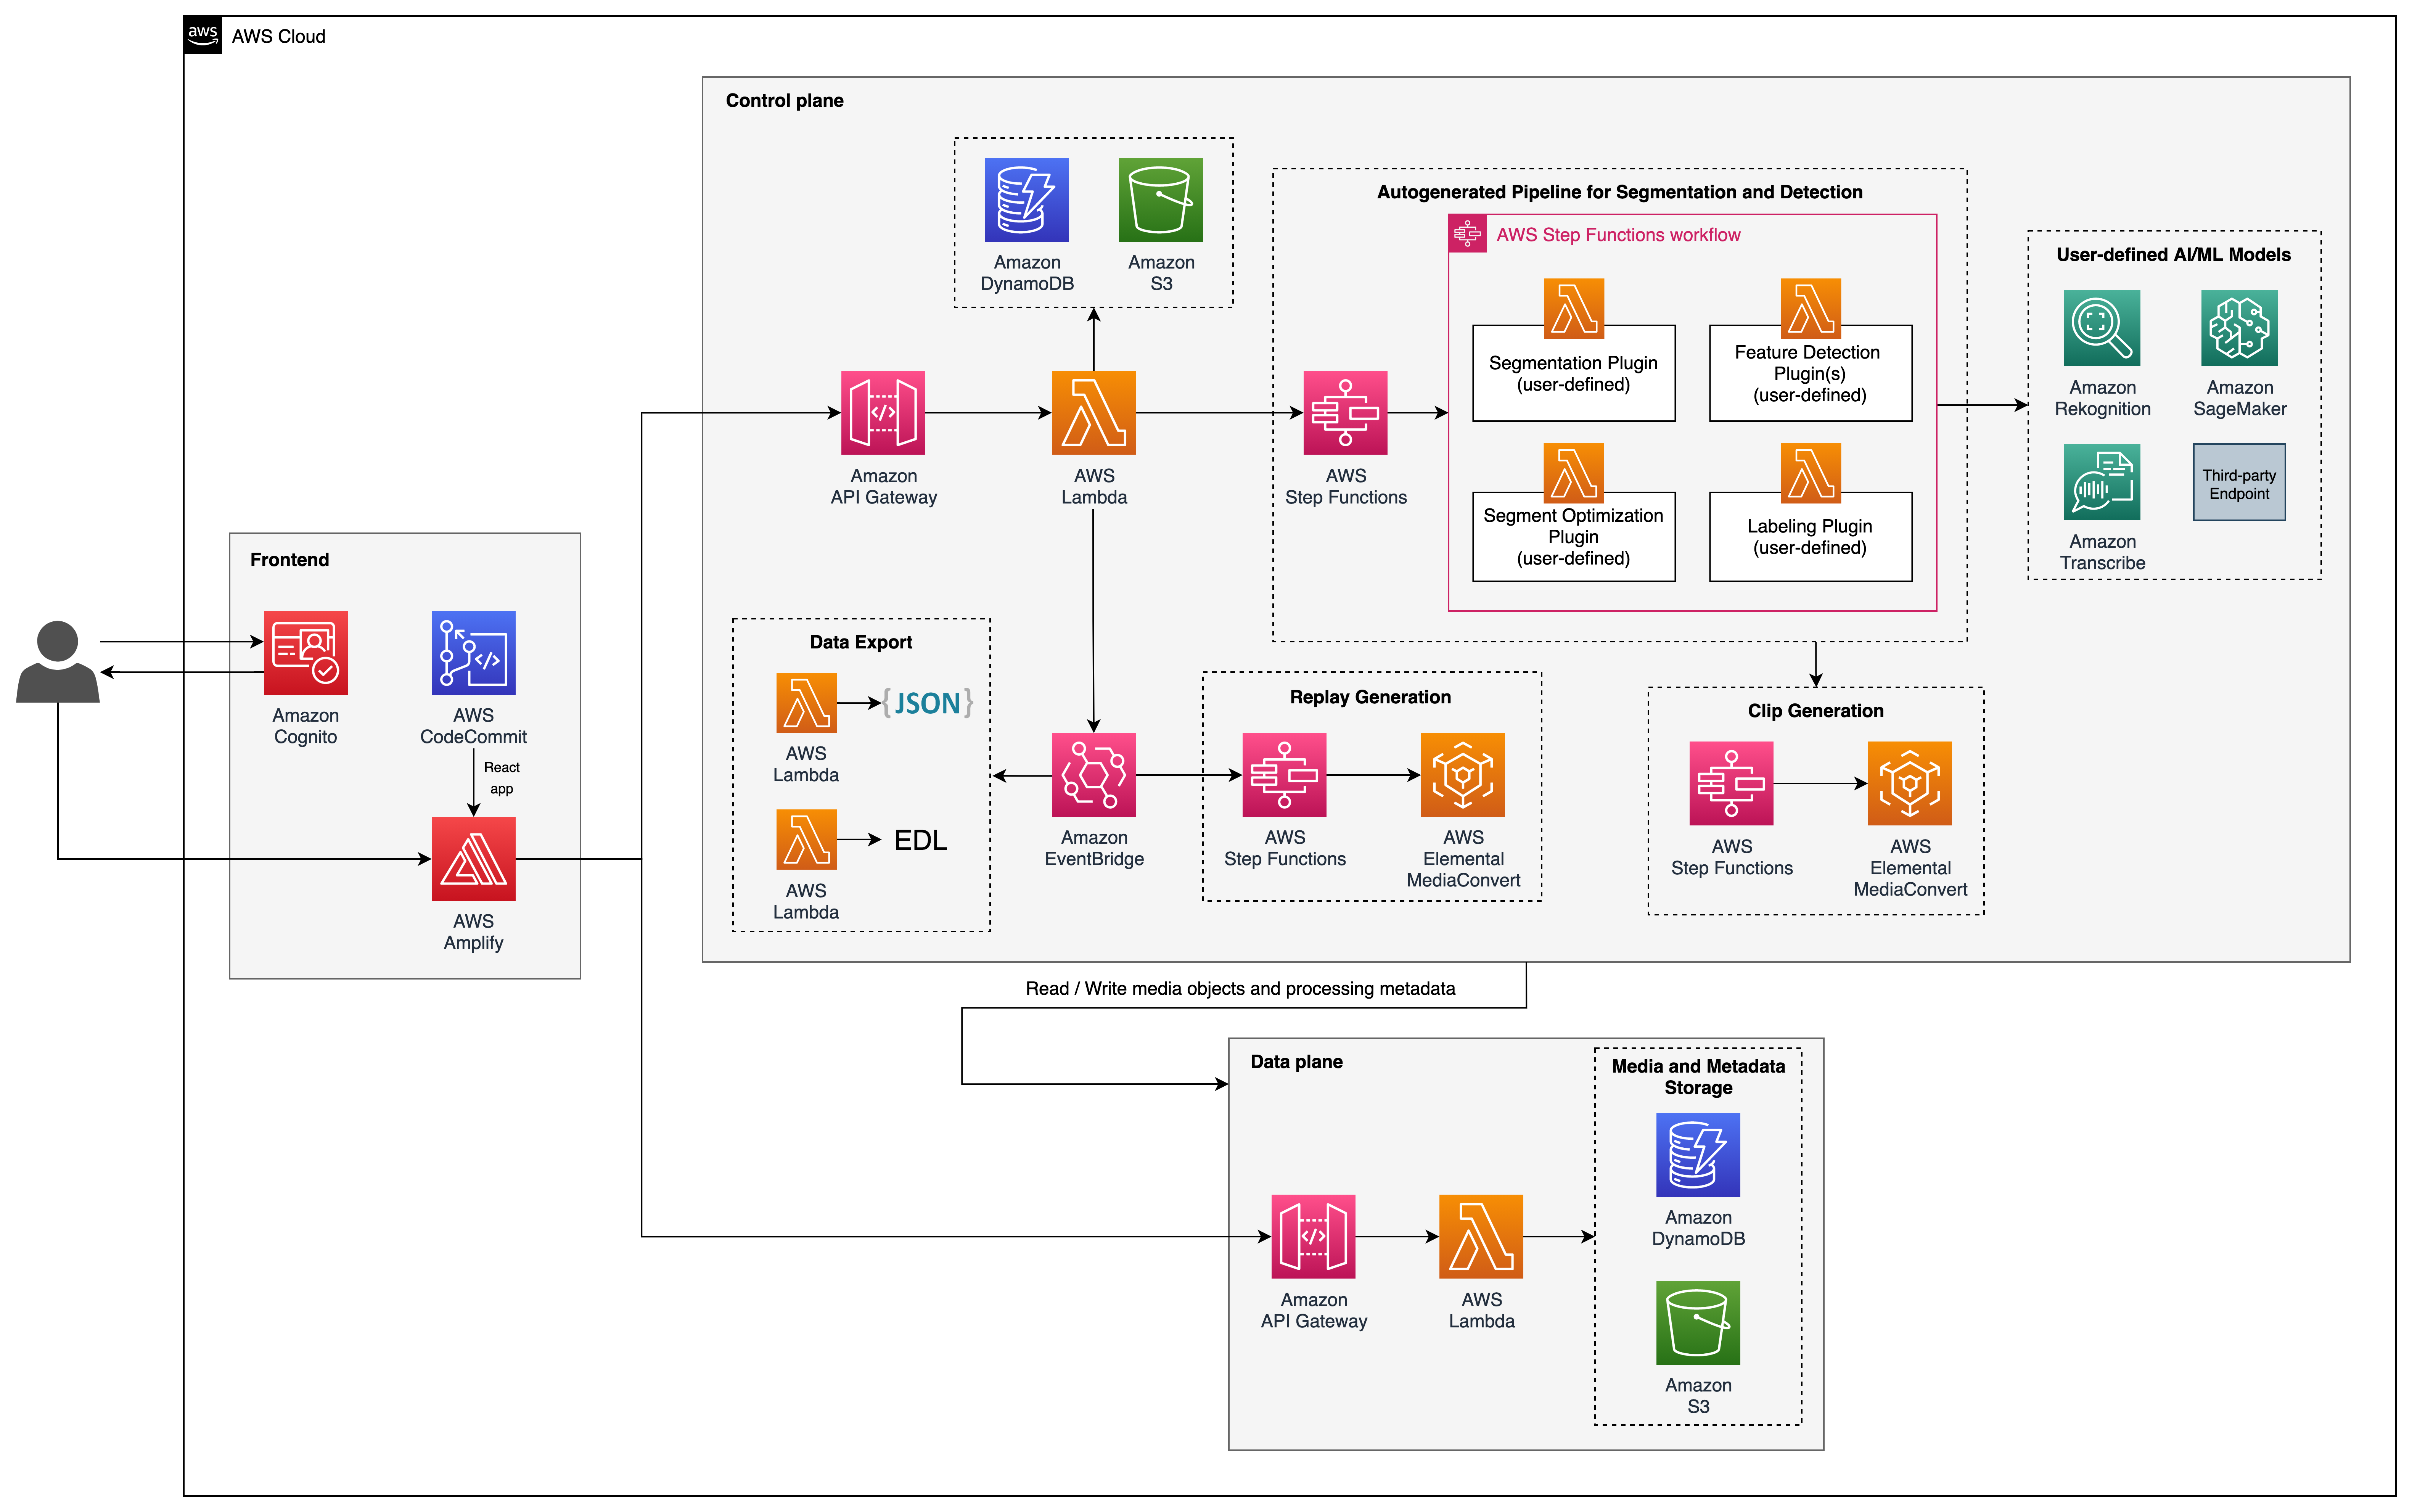 aws
AWS Cloud
Control plane
Amazon
DynamoDB
Amazon
S3
Autogenerated Pipeline for Segmentation and Detection
AWS Step Functions workflow
Segmentation Plugin
(user-defined)
Feature Detection
Plugin(s)
(user-defined)
Segment Optimization
Plugin
(user-defined)
Labeling Plugin
(user-defined)
User-defined AI/ML Models
Amazon
Rekognition
Amazon
SageMaker
Amazon
Transcribe
Third-party
Endpoint
Amazon
API Gateway
AWS
Lambda
AWS
Step Functions
Frontend
Amazon
Cognito
AWS
CodeCommit
React
app
AWS
Amplify
Data Export
AWS
Lambda
{JSON}
AWS
Lambda
EDL
Amazon
EventBridge
Replay Generation
AWS
Step Functions
AWS
Elemental
MediaConvert
Clip Generation
AWS
Step Functions
AWS
Elemental
MediaConvert
Read / Write media objects and processing metadata
Data plane
Amazon
API Gateway
AWS
Lambda
Media and Metadata
Storage
Amazon
DynamoDB
Amazon
S3